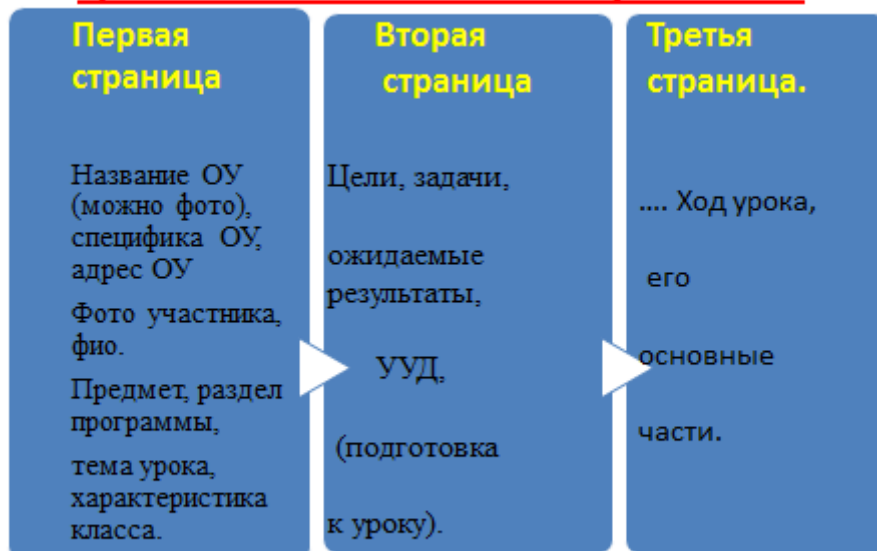 Первая
страница
Название ОУ
(можно фото),
специфика ОУ,
адрес ОУ
Фото участника,
фио.
Предмет, раздел
программы,
тема урока,
характеристика
класса.
Вторая
страница
Цели, задачи,
ожидаемые
результаты,
УУД,
(подготовка
к уроку).
Третья
страница.
.... Ход урока,
его
основные
части.